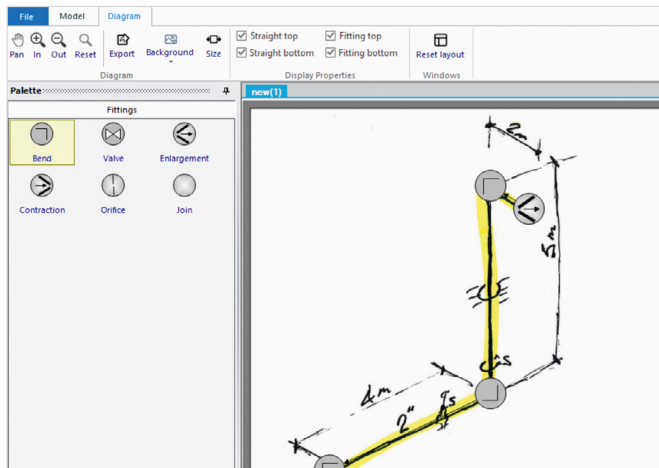 File Model Diagram
Pan In Out Reset Export Background Size
Straight top Fitting top
Straight bottom Fitting bottom
Reset layout
Diagram Display Properties Windows
Palette
new(1)
Fittings
Bend Valve Enlargement
Contraction Orifice Join
2m
5m
S
4m
2" S